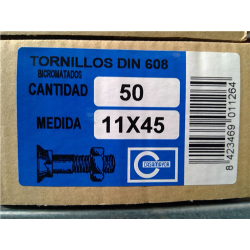 TORNILLOS DIN 608
BICROMATADOS
CANTIDAD 50
MEDIDA 11X45
8 423469 011264